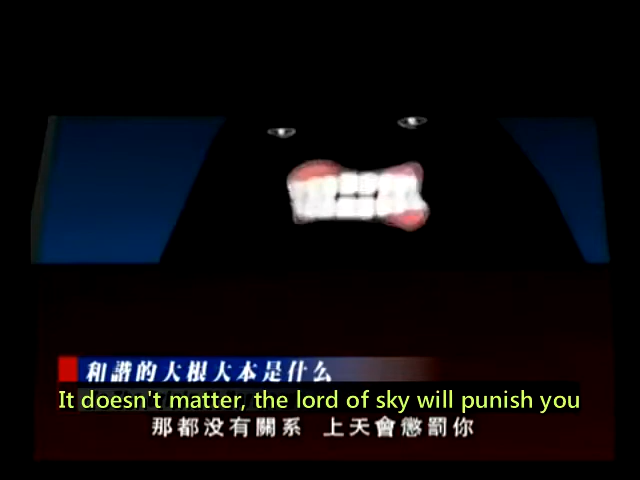 和諧的大根大本是什么
It doesn't matter, the lord of sky will punish you
那都没有關系 上天會懲罰你